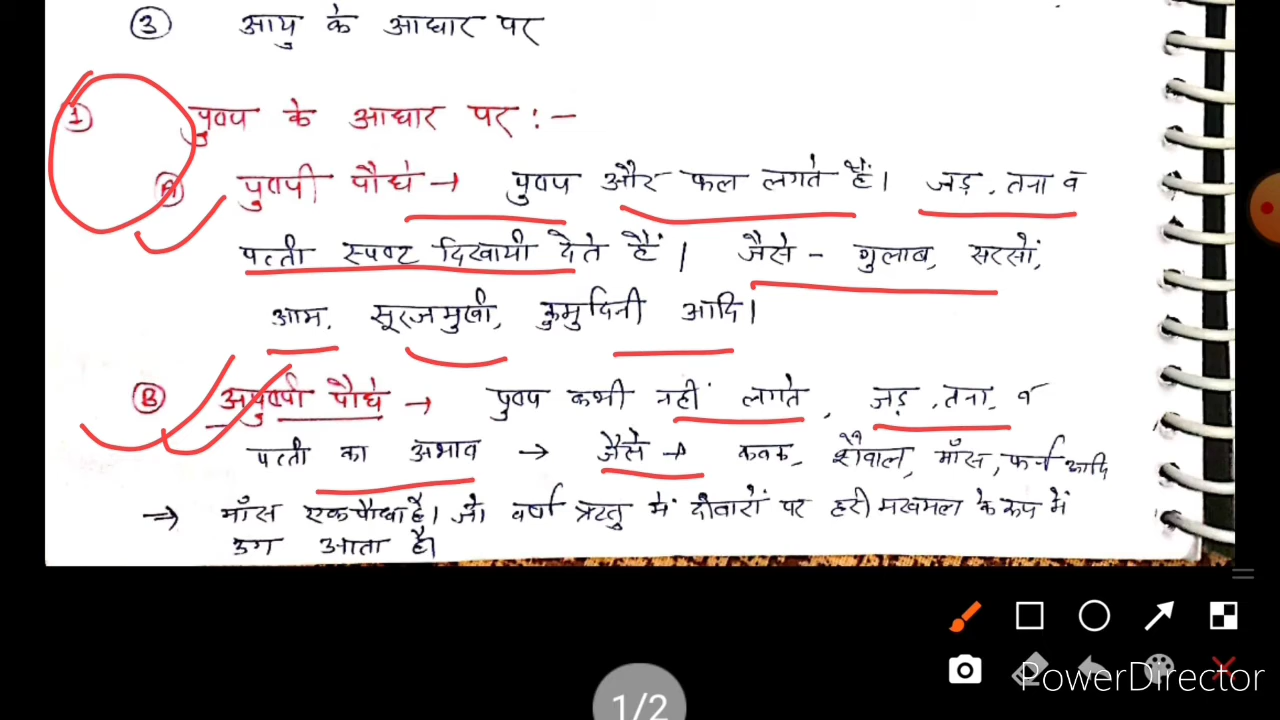 ③ आयु के आधार पर
① पुष्प के आधार पर :-
Ⓐ पुष्पी पौधे → पुष्प और फल लगते हैं। जड़, तना व
पत्ती स्पष्ट दिखायी देते हैं। जैसे - गुलाब, सरसों,
आम, सूरजमुखी, कुमुदिनी आदि।
Ⓑ अपुष्पी पौधे → पुष्प कभी नहीं लगते, जड़, तना, व
पत्ती का अभाव → जैसे → कवक, शैवाल, माँस, फर्न आदि
⇒ माँस एक पौधा है। जो वर्षा ऋतु में दीवारों पर हरी मखमल के रूप में
उग आता है।
1/2
PowerDirector